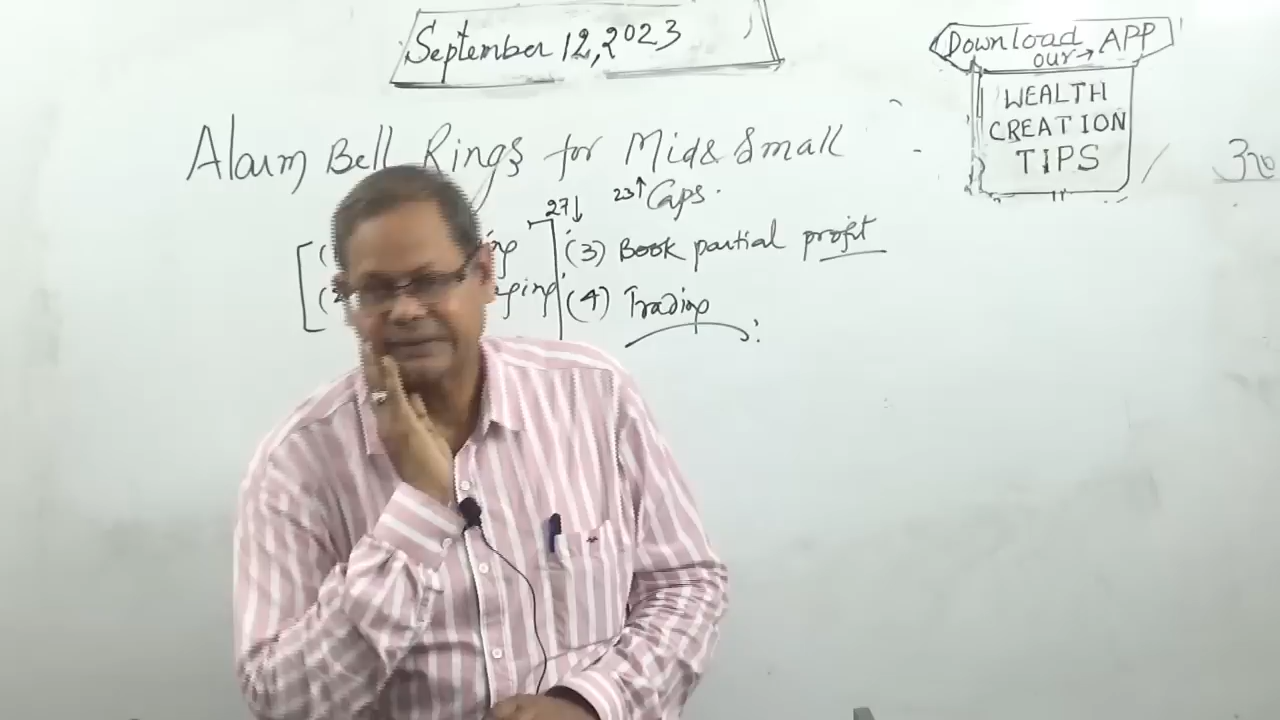 September 12, 2023
Download
our → APP
WEALTH
CREATION
TIPS
Alarm Bell Rings for Mid & Small
23↑ Caps.
27↓
(3) Book partial profit
(4) Trading